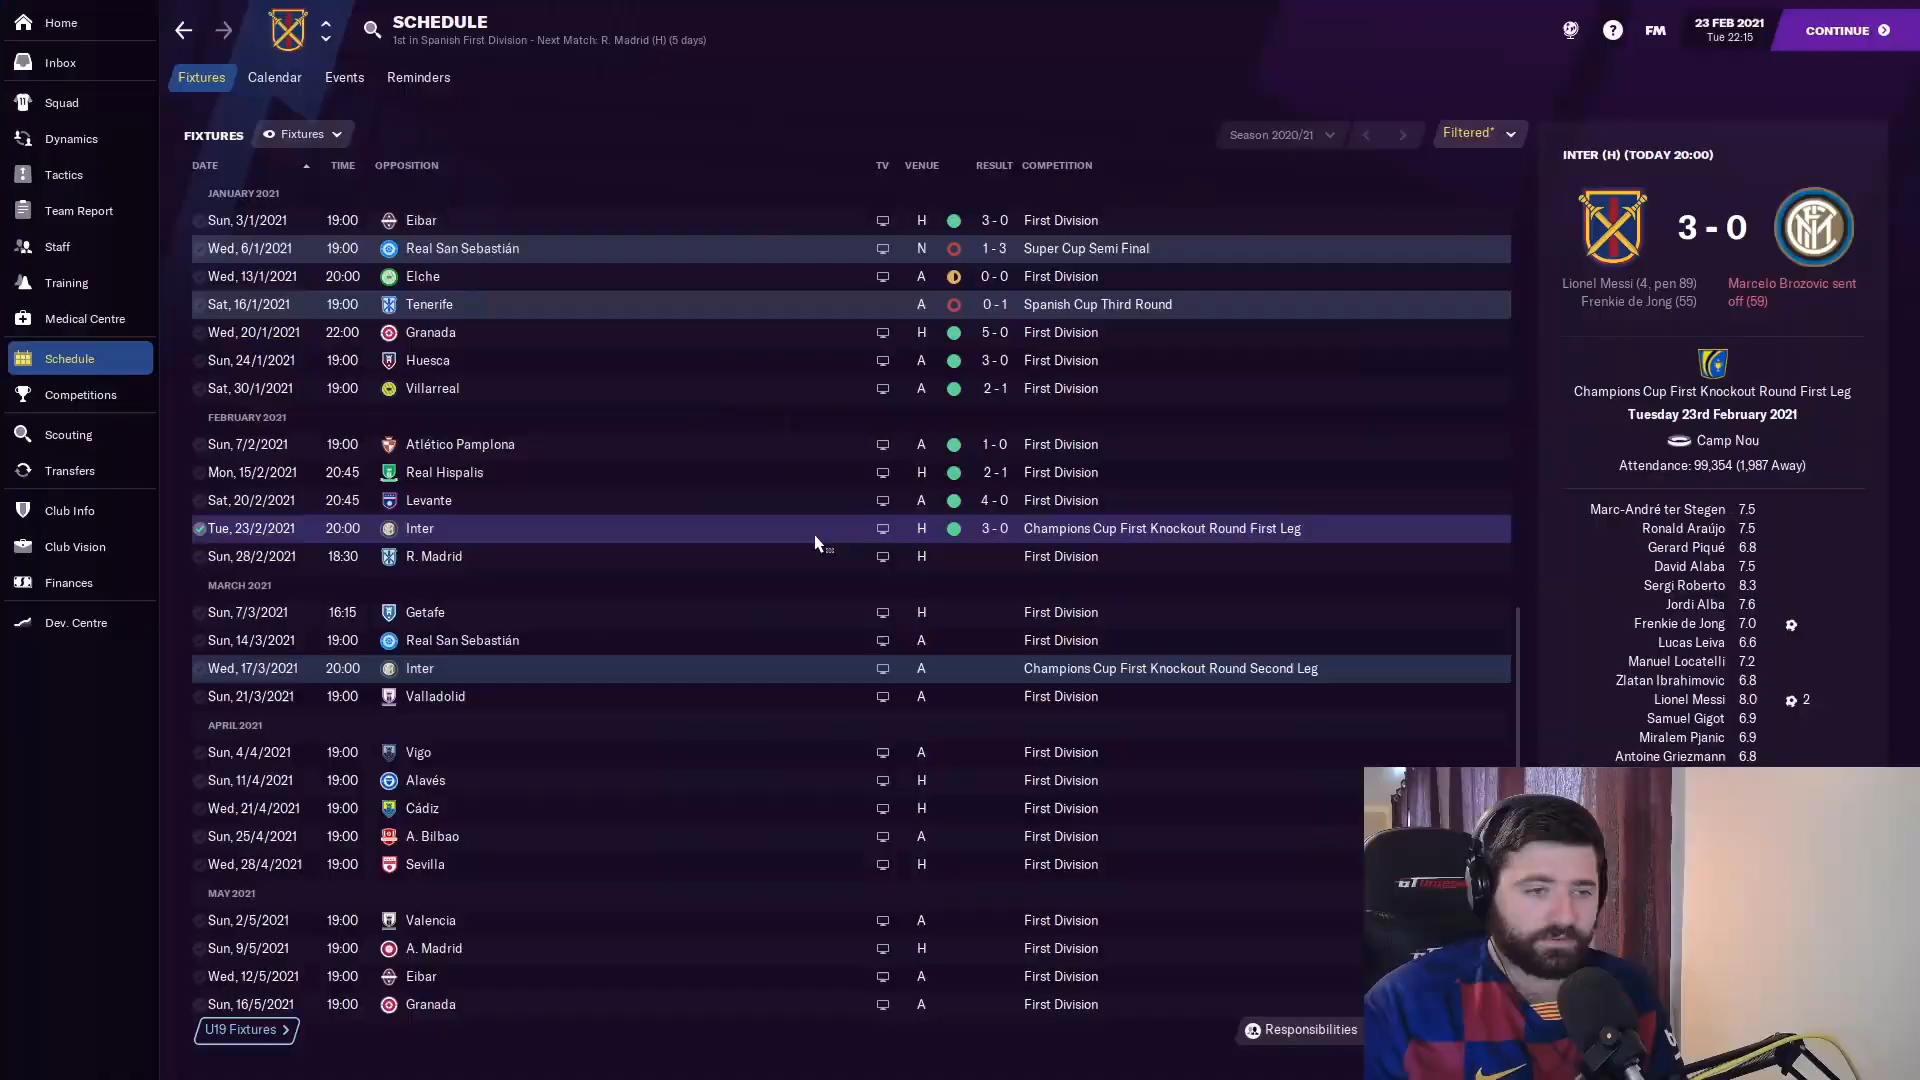 Home
Inbox
Squad
Dynamics
Tactics
Team Report
Staff
Training
Medical Centre
Schedule
Competitions
Scouting
Transfers
Club Info
Club Vision
Finances
Dev. Centre
SCHEDULE
1st in Spanish First Division - Next Match: R. Madrid (H) (5 days)
? FM 23 FEB 2021 CONTINUE
Tue 22:15
Fixtures Calendar Events Reminders
FIXTURES Fixtures Season 2020/21 Filtered*
DATE TIME OPPOSITION TV VENUE RESULT COMPETITION
JANUARY 2021
Sun, 3/1/2021 19:00 Eibar H 3 - 0 First Division
Wed, 6/1/2021 19:00 Real San Sebastián N 1 - 3 Super Cup Semi Final
Wed, 13/1/2021 20:00 Elche A 0 - 0 First Division
Sat, 16/1/2021 19:00 Tenerife A 0 - 1 Spanish Cup Third Round
Wed, 20/1/2021 22:00 Granada H 5 - 0 First Division
Sun, 24/1/2021 19:00 Huesca A 3 - 0 First Division
Sat, 30/1/2021 19:00 Villarreal A 2 - 1 First Division
FEBRUARY 2021
Sun, 7/2/2021 19:00 Atlético Pamplona A 1 - 0 First Division
Mon, 15/2/2021 20:45 Real Hispalis H 2 - 1 First Division
Sat, 20/2/2021 20:45 Levante A 4 - 0 First Division
Tue, 23/2/2021 20:00 Inter H 3 - 0 Champions Cup First Knockout Round First Leg
Sun, 28/2/2021 18:30 R. Madrid H First Division
MARCH 2021
Sun, 7/3/2021 16:15 Getafe H First Division
Sun, 14/3/2021 19:00 Real San Sebastián A First Division
Wed, 17/3/2021 20:00 Inter A Champions Cup First Knockout Round Second Leg
Sun, 21/3/2021 19:00 Valladolid A First Division
APRIL 2021
Sun, 4/4/2021 19:00 Vigo A First Division
Sun, 11/4/2021 19:00 Alavés H First Division
Wed, 21/4/2021 19:00 Cádiz H First Division
Sun, 25/4/2021 19:00 A. Bilbao A First Division
Wed, 28/4/2021 19:00 Sevilla H First Division
MAY 2021
Sun, 2/5/2021 19:00 Valencia A First Division
Sun, 9/5/2021 19:00 A. Madrid H First Division
Wed, 12/5/2021 19:00 Eibar A First Division
Sun, 16/5/2021 19:00 Granada A First Division
U19 Fixtures Responsibilities
INTER (H) (TODAY 20:00)
3 - 0
Lionel Messi (4, pen 89) Marcelo Brozovic sent
Frenkie de Jong (55) off (59)
Champions Cup First Knockout Round First Leg
Tuesday 23rd February 2021
Camp Nou
Attendance: 99,354 (1,987 Away)
Marc-André ter Stegen 7.5
Ronald Araújo 7.5
Gerard Piqué 6.8
David Alaba 7.5
Sergi Roberto 8.3
Jordi Alba 7.6
Frenkie de Jong 7.0
Lucas Leiva 6.6
Manuel Locatelli 7.2
Zlatan Ibrahimovic 6.8
Lionel Messi 8.0 2
Samuel Gigot 6.9
Miralem Pjanic 6.9
Antoine Griezmann 6.8